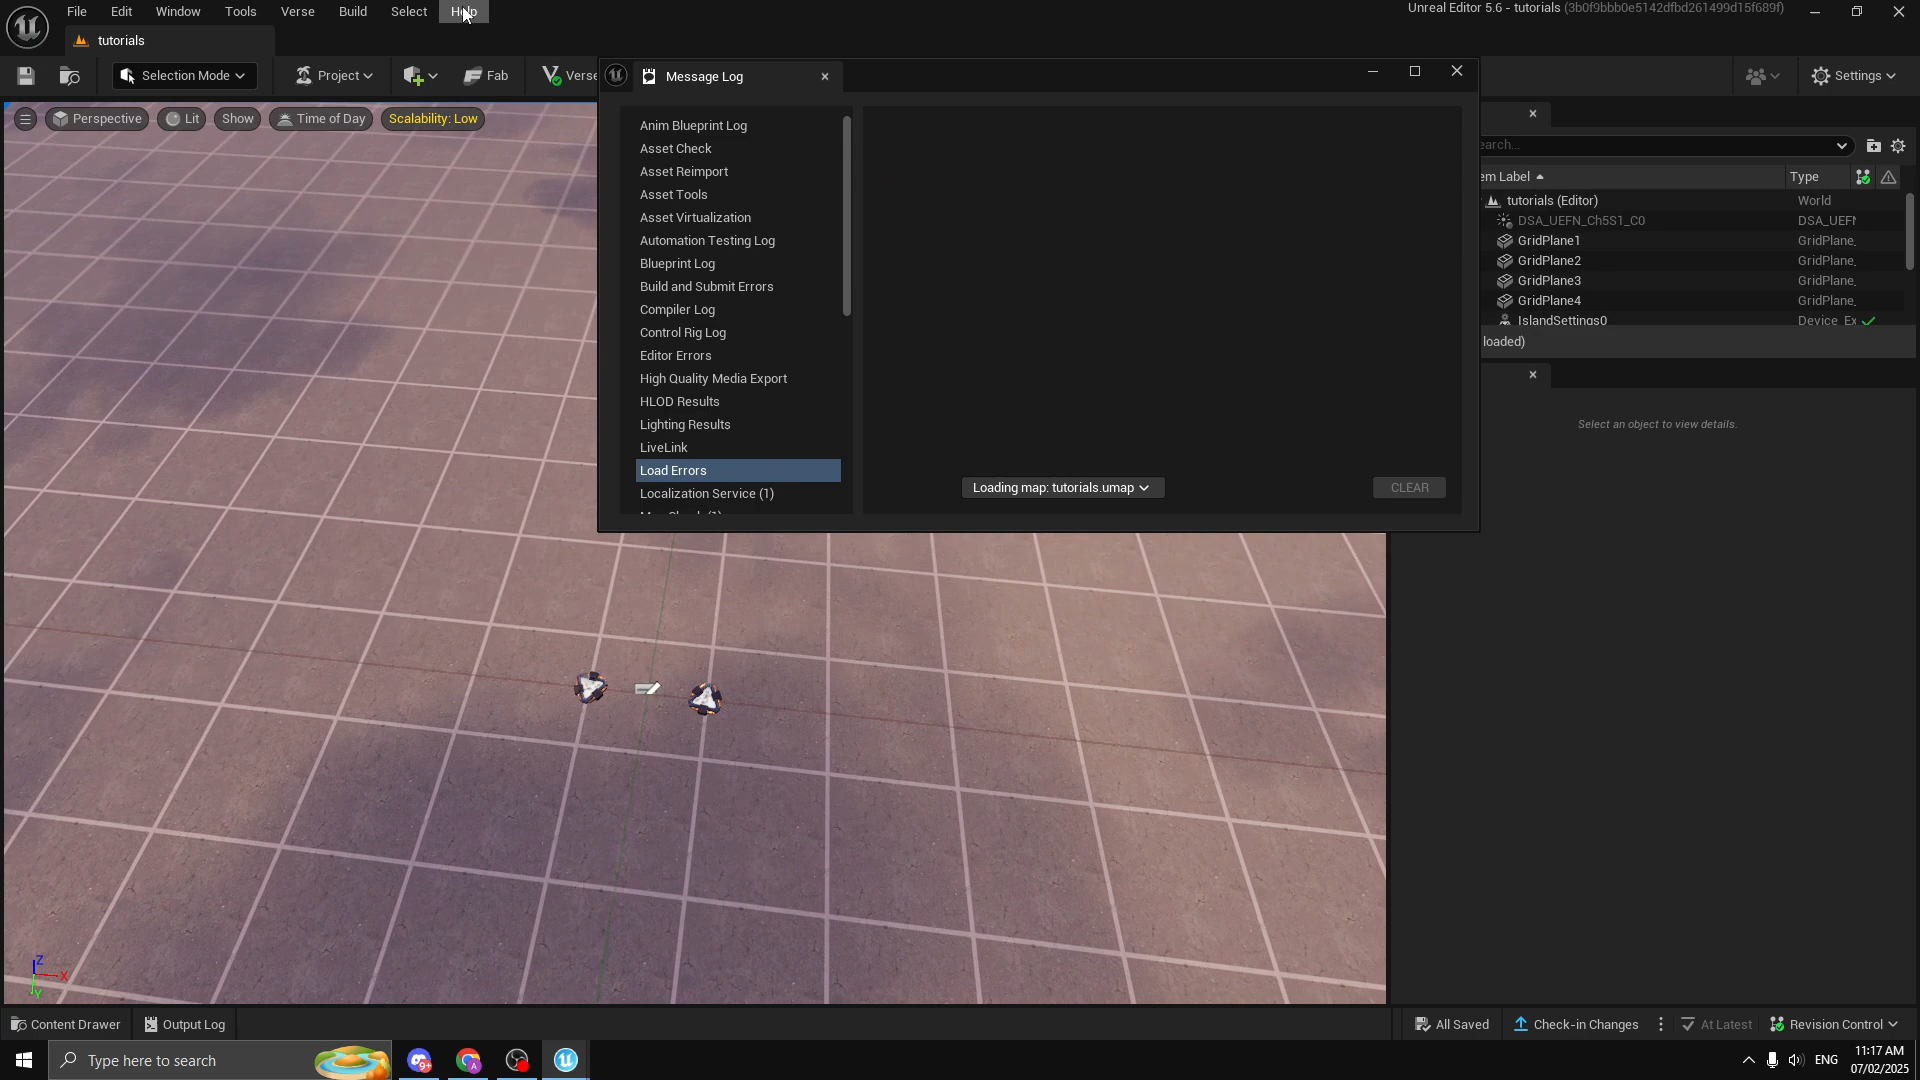 File Edit Window Tools Verse Build Select Help
Unreal Editor 5.6 - tutorials (3b0f9bbb0e5142dfbd261499d15f689f)
tutorials
Selection Mode
Project
Fab
Verse
Settings
Message Log
Perspective
Lit
Show
Time of Day
Scalability: Low
Anim Blueprint Log
Asset Check
Asset Reimport
Asset Tools
Asset Virtualization
Automation Testing Log
Blueprint Log
Build and Submit Errors
Compiler Log
Control Rig Log
Editor Errors
High Quality Media Export
HLOD Results
Lighting Results
LiveLink
Load Errors
Localization Service (1)
Loading map: tutorials.umap
CLEAR
earch...
em Label Type
tutorials (Editor) World
DSA_UEFN_Ch5S1_C0 DSA_UEFN
GridPlane1 GridPlane_
GridPlane2 GridPlane_
GridPlane3 GridPlane_
GridPlane4 GridPlane_
IslandSettings0 Device_Ex
loaded)
Select an object to view details.
Z
X
Y
Content Drawer
Output Log
All Saved
Check-in Changes
At Latest
Revision Control
Type here to search
9+
A
ENG
11:17 AM
07/02/2025